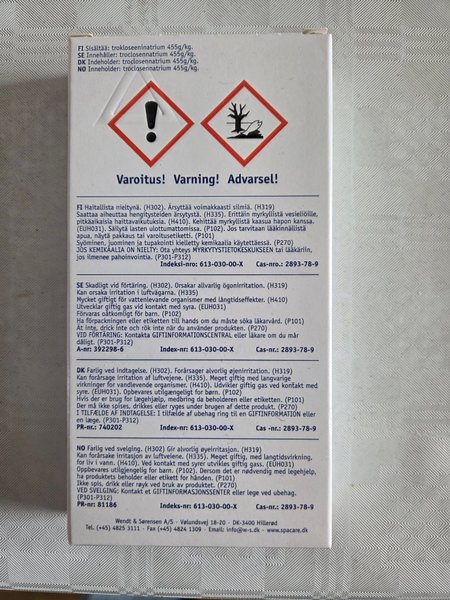 FI Sisältää: trokloseeninatrium 455g/kg.
SE Innehåller: troclosennatrium 455g/kg.
DK Indeholder: troclosennatrium 455g/kg.
NO Inneholder: troclosennatrium 455g/kg.
Varoitus! Varning! Advarsel!
FI Haitallista nieltynä. (H302). Ärsyttää voimakkaasti silmiä. (H319)
Saattaa aiheuttaa hengitysteiden ärsytystä. (H335). Erittäin myrkyllistä vesieliöille,
pitkäaikaisia haittavaikutuksia. (H410). Kehittää myrkyllistä kaasua hapon kanssa.
(EUH031). Säilytä lasten ulottumattomissa. (P102). Jos tarvitaan lääkinnällistä
apua, näytä pakkaus tai varoitusetiketti. (P101)
Syöminen, juominen ja tupakointi kielletty kemikaalia käytettäessä. (P270)
JOS KEMIKAALIA ON NIELTY: Ota yhteys MYRKYTYSTIETOKESKUKSEEN tai lääkäriin,
jos ilmenee pahoinvointia. (P301-P312)
Indeksi-nro: 613-030-00-X Cas-nro.: 2893-78-9
SE Skadligt vid förtäring. (H302). Orsakar allvarlig ögonirritation. (H319)
Kan orsaka irritation i luftvägarna. (H335)
Mycket giftigt för vattenlevande organismer med långtidseffekter. (H410)
Utvecklar giftig gas vid kontakt med syra. (EUH031)
Förvaras oåtkomligt för barn. (P102)
Ha förpackningen eller etiketten till hands om du måste söka läkarvård. (P101)
Ät inte, drick inte och rök inte när du använder produkten. (P270)
VID FÖRTÄRING: Kontakta GIFTINFORMATIONSCENTRAL eller läkare om du mår
dåligt. (P301-P312)
A-nr: 392298-6 Index-nr: 613-030-00-X Cas-nr.: 2893-78-9
DK Farlig ved indtagelse. (H302). Forårsager alvorlig øjenirritation. (H319)
Kan forårsage irritation af luftvejene. (H335). Meget giftig med langvarige
virkninger for vandlevende organismer. (H410). Udvikler giftig gas ved kontakt med
syre. (EUH031). Opbevares utilgængeligt for børn. (P102)
Hvis der er brug for lægehjælp, medbring da beholderen eller etiketten. (P101)
Der må ikke spises, drikkes eller ryges under brugen af dette produkt. (P270)
I TILFÆLDE AF INDTAGELSE: I tilfælde af ubehag ring til en GIFTINFORMATION eller
en læge. (P301-P312)
PR-nr.: 740202 Index-nr: 613-030-00-X Cas-nr.: 2893-78-9
NO Farlig ved svelging. (H302) Gir alvorlig øyeirritasjon. (H319)
Kan forårsake irritasjon av luftveiene. (H335). Meget giftig, med langtidsvirkning,
for liv i vann. (H410). Ved kontakt med syrer utvikles giftig gass. (EUH031)
Oppbevares utilgjengelig for barn. (P102). Dersom det er nødvendig med legehjelp,
ha produktets beholder eller etikett for hånden. (P101)
Ikke spis, drikk eller røyk ved bruk av produktet. (P270)
VED SVELGING: Kontakt et GIFTINFORMASJONSSENTER eller lege ved ubehag.
(P301-P312)
PR-nr: 81186 Index-nr: 613-030-00-X Cas-nr.: 2893-78-9
Wendt & Sørensen A/S · Vølundsvej 18-20 · DK-3400 Hillerød
Tel. (+45) 4825 3111 · Fax (+45) 4824 1309 · Email: info@w-s.dk · www.spacare.dk